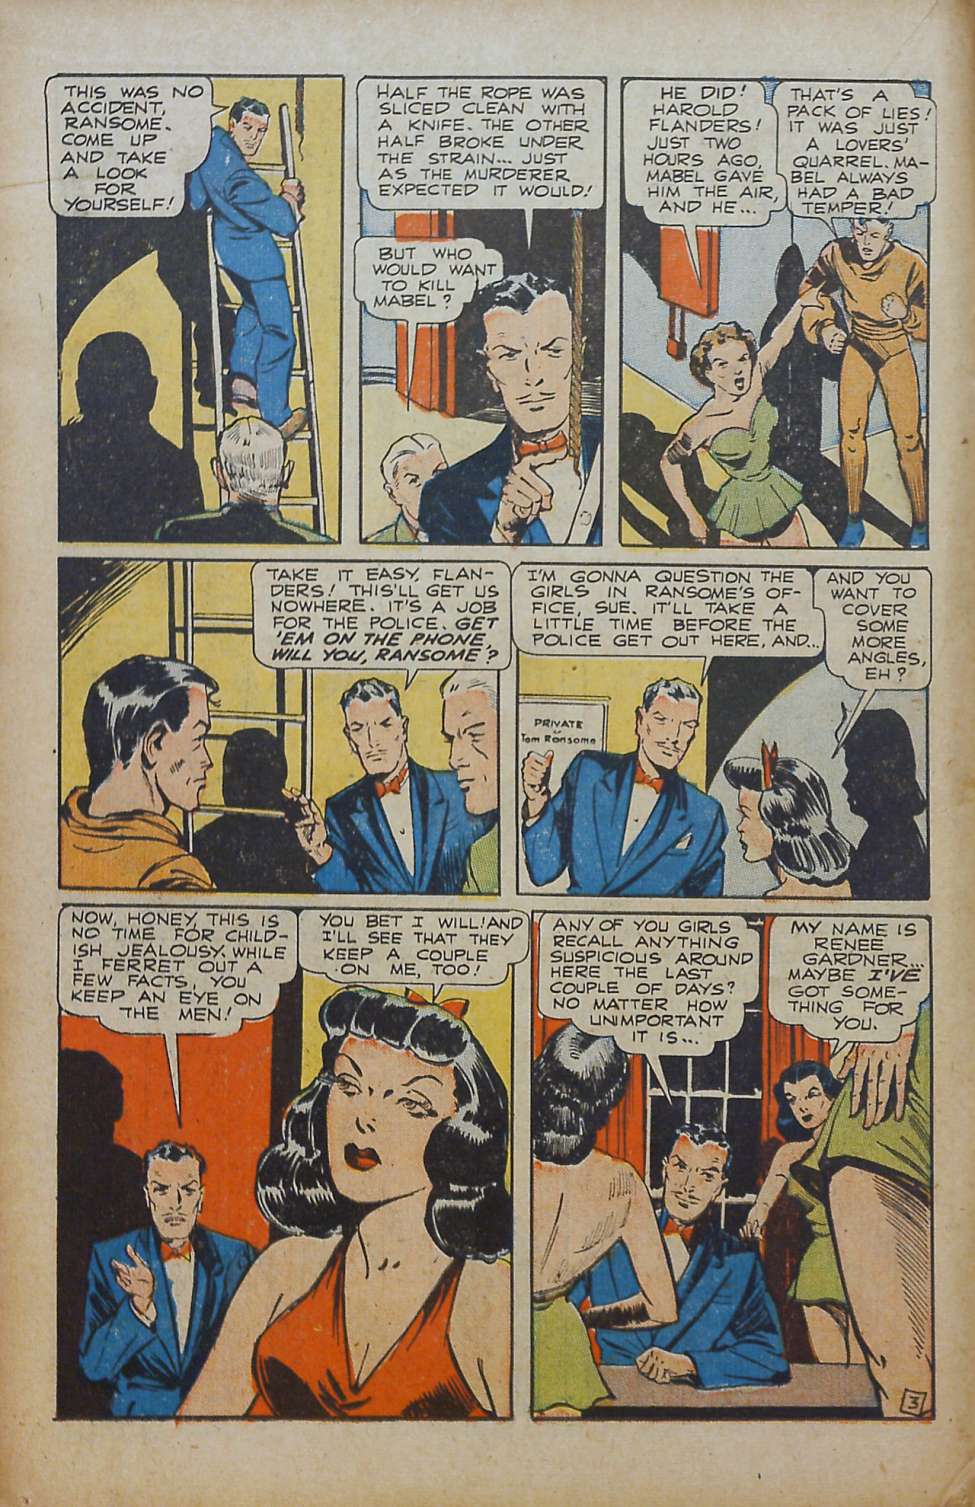 THIS WAS NO
ACCIDENT,
RANSOME.
COME UP
AND TAKE
A LOOK
FOR
YOURSELF!
HALF THE ROPE WAS
SLICED CLEAN WITH
A KNIFE. THE OTHER
HALF BROKE UNDER
THE STRAIN... JUST
AS THE MURDERER
EXPECTED IT WOULD!
BUT WHO
WOULD WANT
TO KILL
MABEL?
HE DID!
HAROLD
FLANDERS!
JUST TWO
HOURS AGO,
MABEL GAVE
HIM THE AIR,
AND HE...
THAT'S A
PACK OF LIES!
IT WAS JUST
A LOVERS'
QUARREL. MA-
BEL ALWAYS
HAD A BAD
TEMPER!
TAKE IT EASY, FLAN-
DERS! THIS'LL GET US
NOWHERE. IT'S A JOB
FOR THE POLICE. GET
'EM ON THE PHONE,
WILL YOU, RANSOME?
I'M GONNA QUESTION THE
GIRLS IN RANSOME'S OF-
FICE, SUE. IT'LL TAKE A
LITTLE TIME BEFORE THE
POLICE GET OUT HERE, AND...
AND YOU
WANT TO
COVER
SOME
MORE
ANGLES,
EH?
PRIVATE
Tom Ransome
NOW, HONEY, THIS IS
NO TIME FOR CHILD-
ISH JEALOUSY. WHILE
I FERRET OUT A
FEW FACTS, YOU
KEEP AN EYE ON
THE MEN!
YOU BET I WILL! AND
I'LL SEE THAT THEY
KEEP A COUPLE
ON ME, TOO!
ANY OF YOU GIRLS
RECALL ANYTHING
SUSPICIOUS AROUND
HERE THE LAST
COUPLE OF DAYS?
NO MATTER HOW
UNIMPORTANT
IT IS...
MY NAME IS
RENEE
GARDNER...
MAYBE I'VE
GOT SOME-
THING FOR
YOU.
3